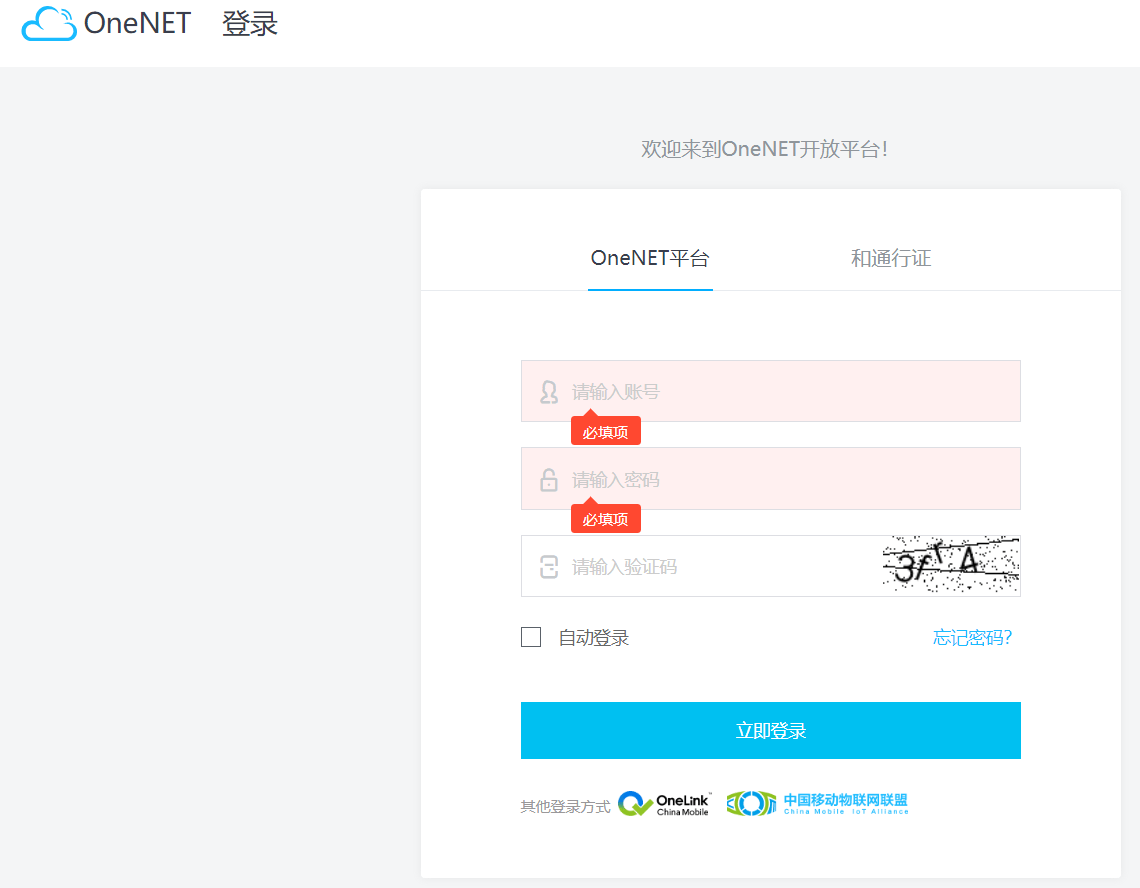 OneNET 登录
欢迎来到OneNET开放平台!
OneNET平台 和通行证
请输入账号
必填项
请输入密码
必填项
请输入验证码
自动登录 忘记密码?
立即登录
其他登录方式 OneLink 中国移动物联网联盟
China Mobile China Mobile IoT Alliance